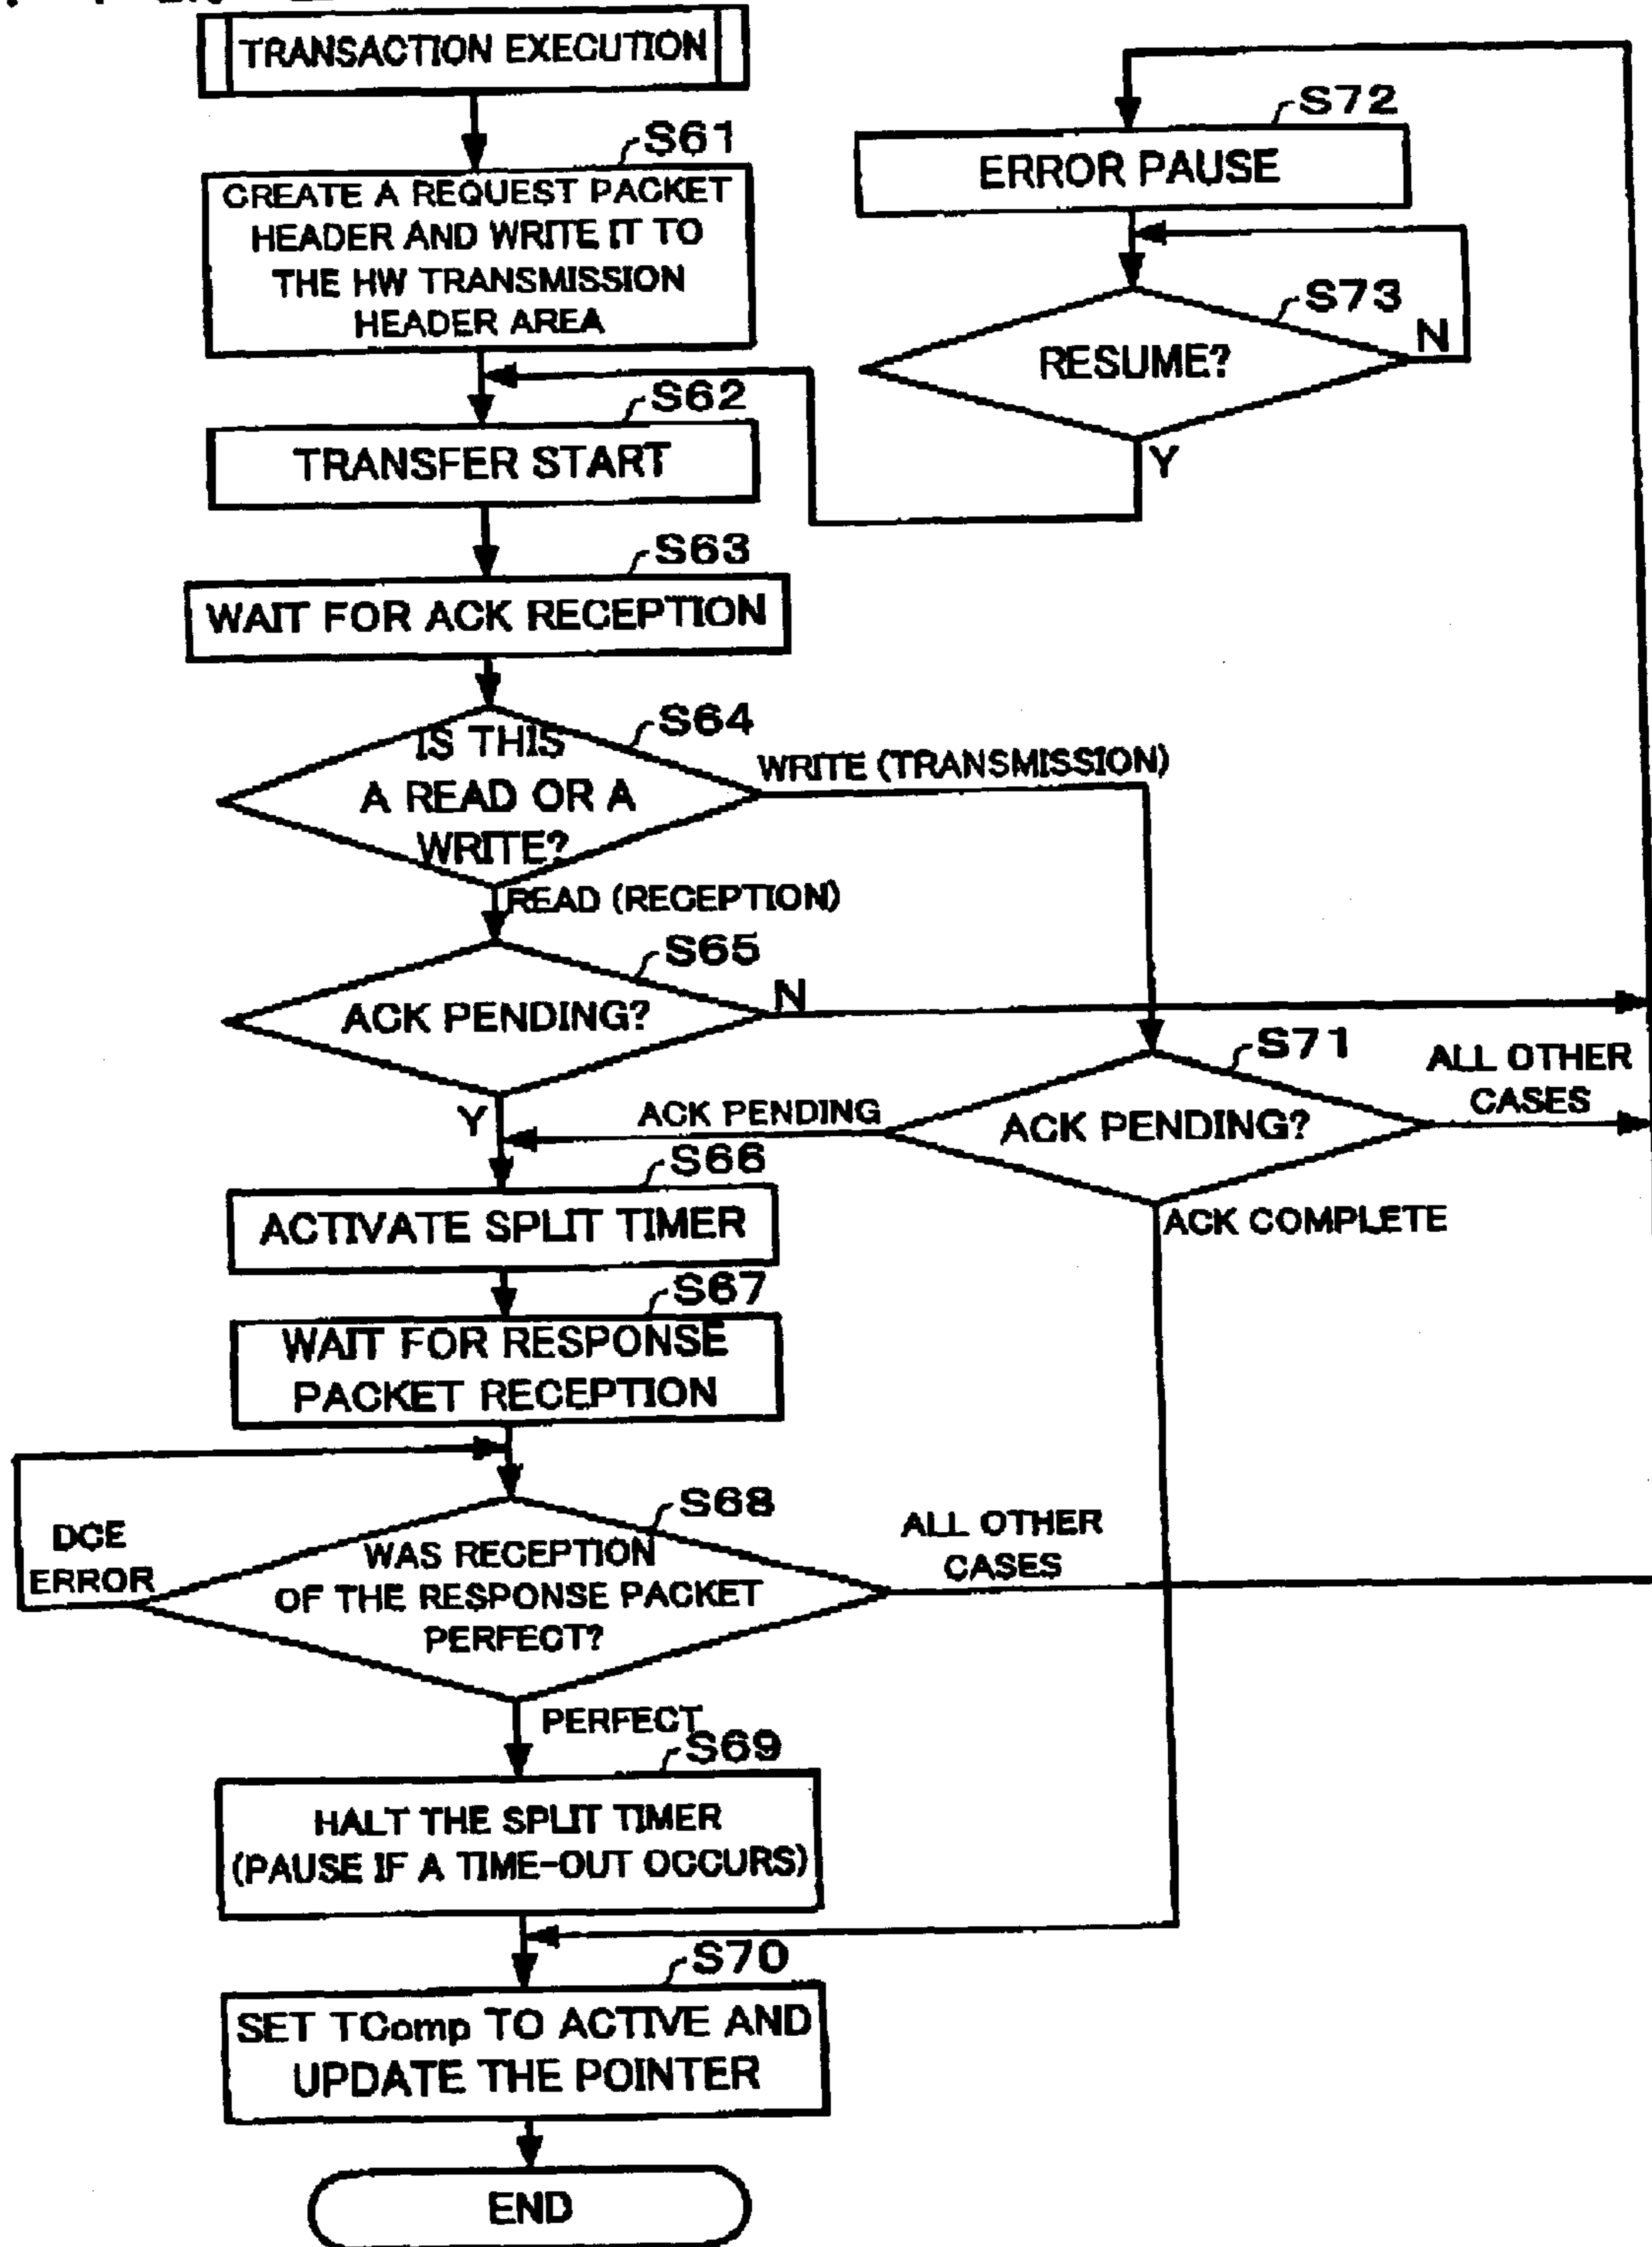 TRANSACTION EXECUTION
S61
CREATE A REQUEST PACKET
HEADER AND WRITE IT TO
THE HW TRANSMISSION
HEADER AREA
S72
ERROR PAUSE
S73
RESUME?
N
Y
S62
TRANSFER START
S63
WAIT FOR ACK RECEPTION
S64
IS THIS
A READ OR A
WRITE?
WRITE (TRANSMISSION)
READ (RECEPTION)
S65
ACK PENDING?
N
Y
S71
ACK PENDING?
ALL OTHER
CASES
ACK PENDING
ACK COMPLETE
S66
ACTIVATE SPLIT TIMER
S67
WAIT FOR RESPONSE
PACKET RECEPTION
S68
WAS RECEPTION
OF THE RESPONSE PACKET
PERFECT?
DCE
ERROR
ALL OTHER
CASES
PERFECT
S69
HALT THE SPLIT TIMER
(PAUSE IF A TIME-OUT OCCURS)
S70
SET TComp TO ACTIVE AND
UPDATE THE POINTER
END